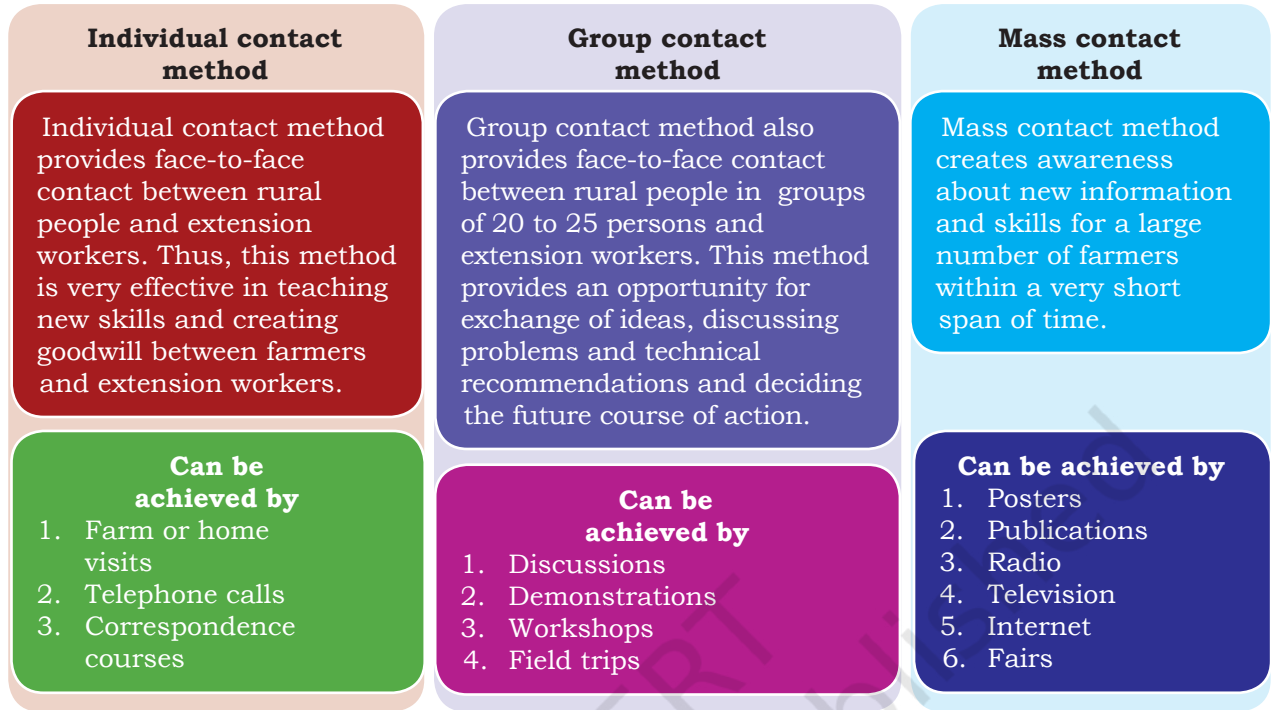 Individual contact
method
Individual contact method
provides face-to-face
contact between rural
people and extension
workers. Thus, this method
is very effective in teaching
new skills and creating
goodwill between farmers
and extension workers.
Can be
achieved by
1. Farm or home
visits
2. Telephone calls
3. Correspondence
courses
Group contact
method
Group contact method also
provides face-to-face contact
between rural people in groups
of 20 to 25 persons and
extension workers. This method
provides an opportunity for
exchange of ideas, discussing
problems and technical
recommendations and deciding
the future course of action.
Can be
achieved by
1. Discussions
2. Demonstrations
3. Workshops
4. Field trips
Mass contact
method
Mass contact method
creates awareness
about new information
and skills for a large
number of farmers
within a very short
span of time.
Can be achieved by
1. Posters
2. Publications
3. Radio
4. Television
5. Internet
6. Fairs